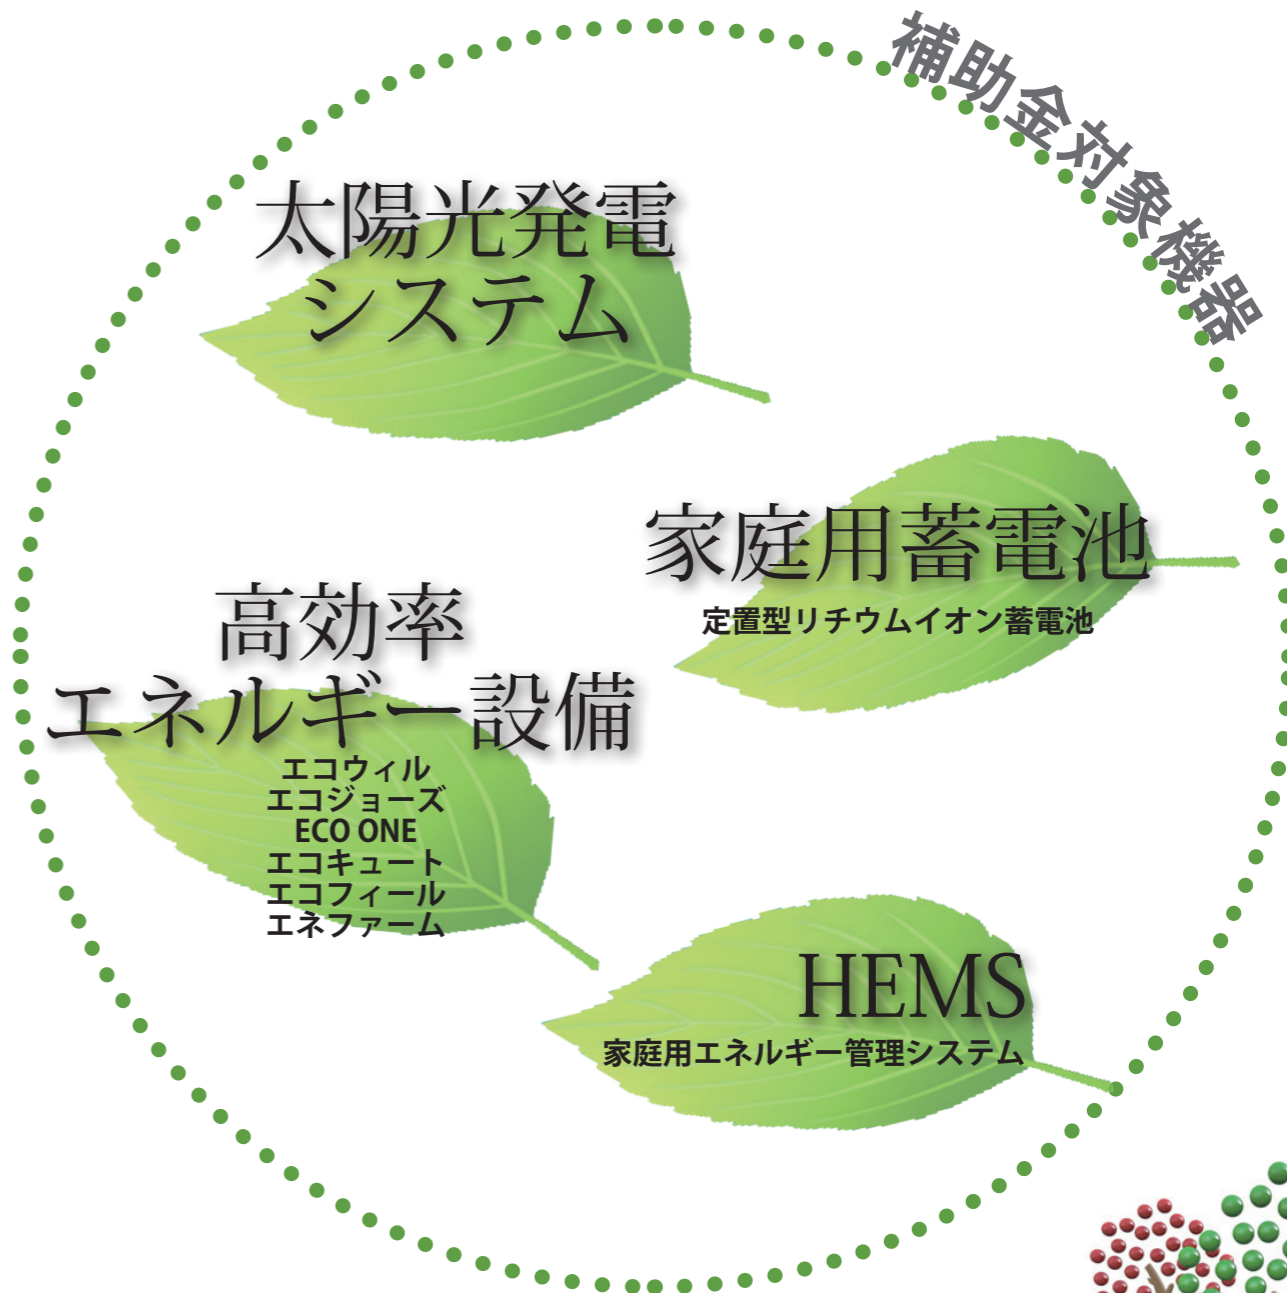 補助金対象機器
太陽光発電
システム
家庭用蓄電池
定置型リチウムイオン蓄電池
高効率
エネルギー設備
エコウィル
エコジョーズ
ECO ONE
エコキュート
エコフィール
エネファーム
HEMS
家庭用エネルギー管理システム